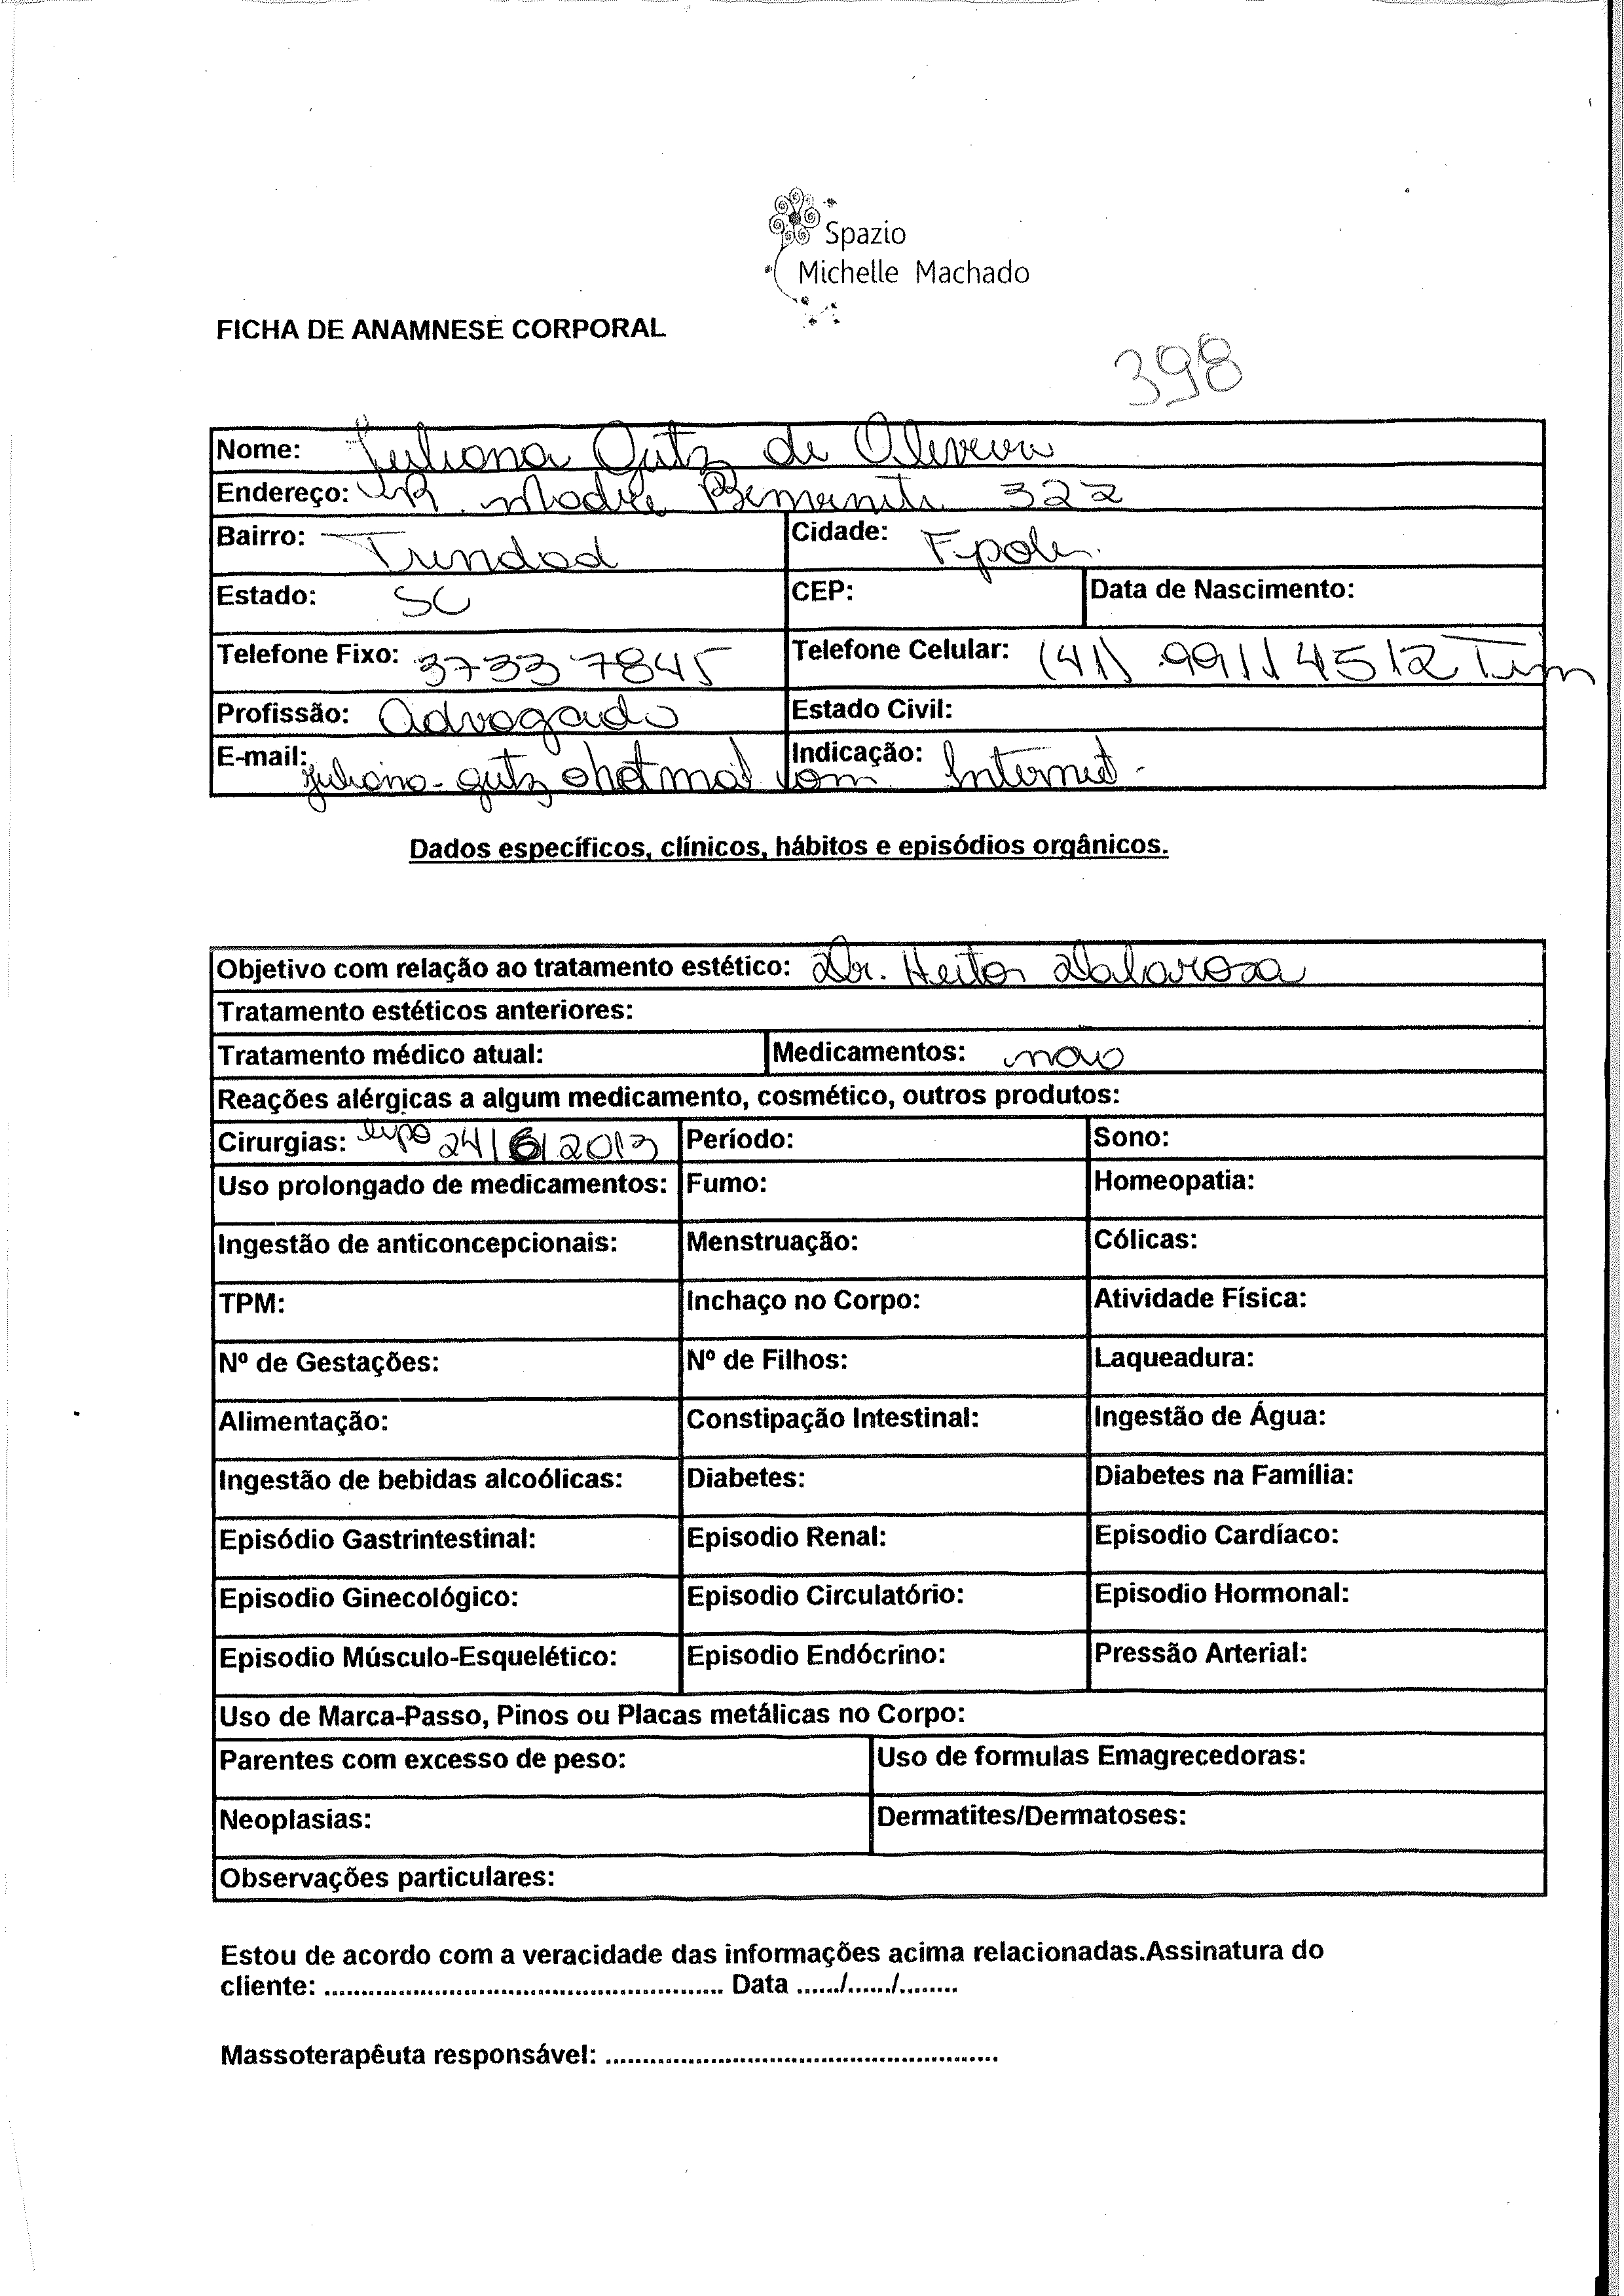 Spazio
Michelle Machado
FICHA DE ANAMNESE CORPORAL
398
Nome: Juliana Gutz de Oliveira
Endereço: R. Madre Benvenuta 322
Bairro: Trindad Cidade: Fpolis.
Estado: SC CEP: Data de Nascimento:
Telefone Fixo: 3733 7845 Telefone Celular: (41) 9911 4512 Tim
Profissão: Advogada Estado Civil:
E-mail: juliana-gutz@hotmail.com Indicação: Internet.
Dados específicos, clínicos, hábitos e episódios orgânicos.
Objetivo com relação ao tratamento estético: Dr. Heitor
Tratamento estéticos anteriores:
Tratamento médico atual: Medicamentos: não
Reações alérgicas a algum medicamento, cosmético, outros produtos:
Cirurgias: lipo 24/6/2013 Período: Sono:
Uso prolongado de medicamentos: Fumo: Homeopatia:
Ingestão de anticoncepcionais: Menstruação: Cólicas:
TPM: Inchaço no Corpo: Atividade Física:
Nº de Gestações: Nº de Filhos: Laqueadura:
Alimentação: Constipação Intestinal: Ingestão de Água:
Ingestão de bebidas alcoólicas: Diabetes: Diabetes na Família:
Episódio Gastrintestinal: Episodio Renal: Episodio Cardíaco:
Episodio Ginecológico: Episodio Circulatório: Episodio Hormonal:
Episodio Músculo-Esquelético: Episodio Endócrino: Pressão Arterial:
Uso de Marca-Passo, Pinos ou Placas metálicas no Corpo:
Parentes com excesso de peso: Uso de formulas Emagrecedoras:
Neoplasias: Dermatites/Dermatoses:
Observações particulares:
Estou de acordo com a veracidade das informações acima relacionadas.Assinatura do
cliente: ...................................................... Data ....../....../........
Massoterapêuta responsável: .....................................................